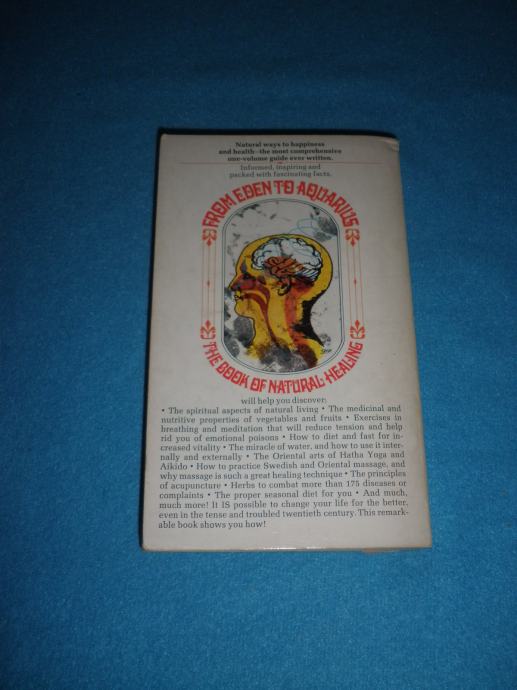 Natural ways to happiness
and health—the most comprehensive
one-volume guide ever written.
Informed, inspiring and
packed with fascinating facts,
FROM EDEN TO AQUARIUS
THE BOOK OF NATURAL HEALING
will help you discover:
• The spiritual aspects of natural living • The medicinal and
nutritive properties of vegetables and fruits • Exercises in
breathing and meditation that will reduce tension and help
rid you of emotional poisons • How to diet and fast for in-
creased vitality • The miracle of water, and how to use it inter-
nally and externally • The Oriental arts of Hatha Yoga and
Aikido • How to practice Swedish and Oriental massage, and
why massage is such a great healing technique • The principles
of acupuncture • Herbs to combat more than 175 diseases or
complaints • The proper seasonal diet for you • And much,
much more! It IS possible to change your life for the better,
even in the tense and troubled twentieth century. This remark-
able book shows you how!